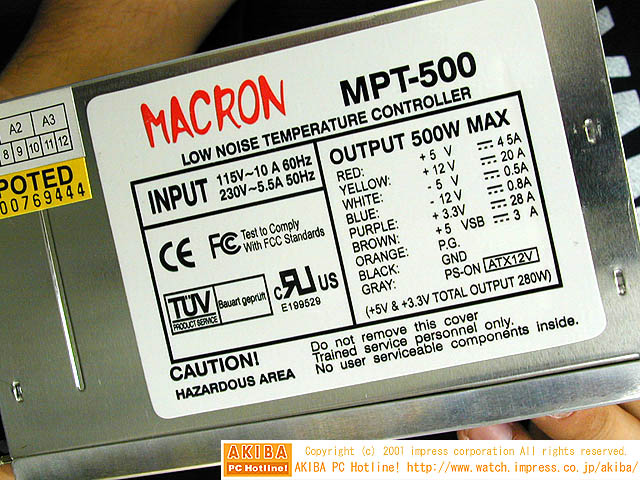 MACRON
MPT-500
LOW NOISE TEMPERATURE CONTROLLER
A2 A3
8 9 10 11 12
POTED
00769444
INPUT 115V~10 A 60Hz
230V~5.5A 50Hz
CE FC Test to Comply
With FCC Standards
TÜV Bauart geprüft
PRODUCT SERVICE
c RU US
E199529
OUTPUT 500W MAX
RED: + 5 V ⎓ 45A
YELLOW: + 12V ⎓ 20 A
WHITE: - 5 V ⎓ 0.5A
BLUE: - 12V ⎓ 0.8A
PURPLE: + 3.3V ⎓ 28 A
BROWN: +5 VSB ⎓ 3 A
ORANGE: P.G.
BLACK: GND
GRAY: PS-ON ATX12V
(+5V & +3.3V TOTAL OUTPUT 280W)
CAUTION!
HAZARDOUS AREA
Do not remove this cover
Trained service personnel only.
No user serviceable components inside.
AKIBA
PC Hotline!
Copyright (c) 2001 impress corporation All rights reserved.
AKIBA PC Hotline! http://www.watch.impress.co.jp/akiba/